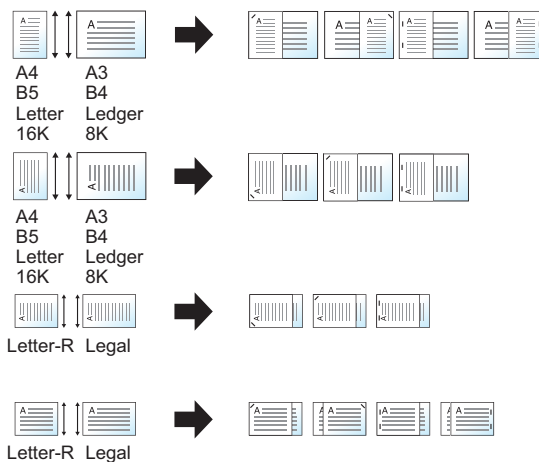 A A
A A A A A A A A
A4 A3
B5 B4
Letter Ledger
16K 8K
A A
A A A
A4 A3
B5 B4
Letter Ledger
16K 8K
A A
A A A
Letter-R Legal
A A
A A A A A A
Letter-R Legal